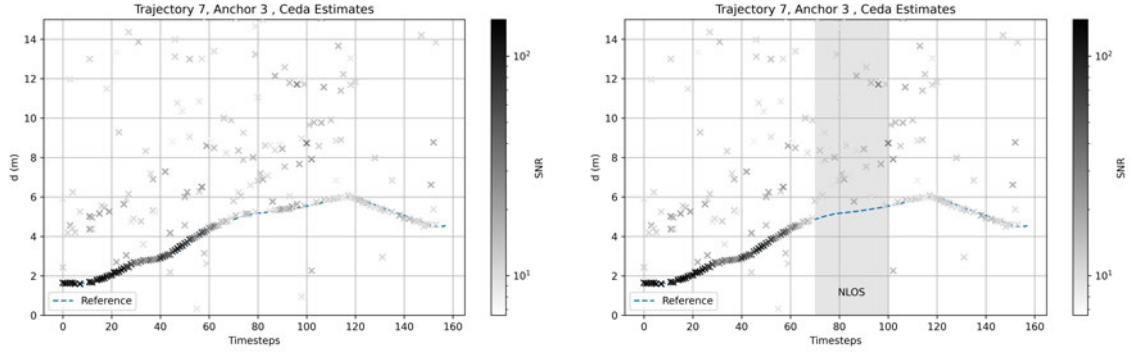 Trajectory 7, Anchor 3 , Ceda Estimates
14
12
10
8
6
4
2
0
d (m)
0 20 40 60 80 100 120 140 160
Timesteps
Reference
10²
10¹
SNR
Trajectory 7, Anchor 3 , Ceda Estimates
14
12
10
8
6
4
2
0
d (m)
0 20 40 60 80 100 120 140 160
Timesteps
NLOS
Reference
10²
10¹
SNR